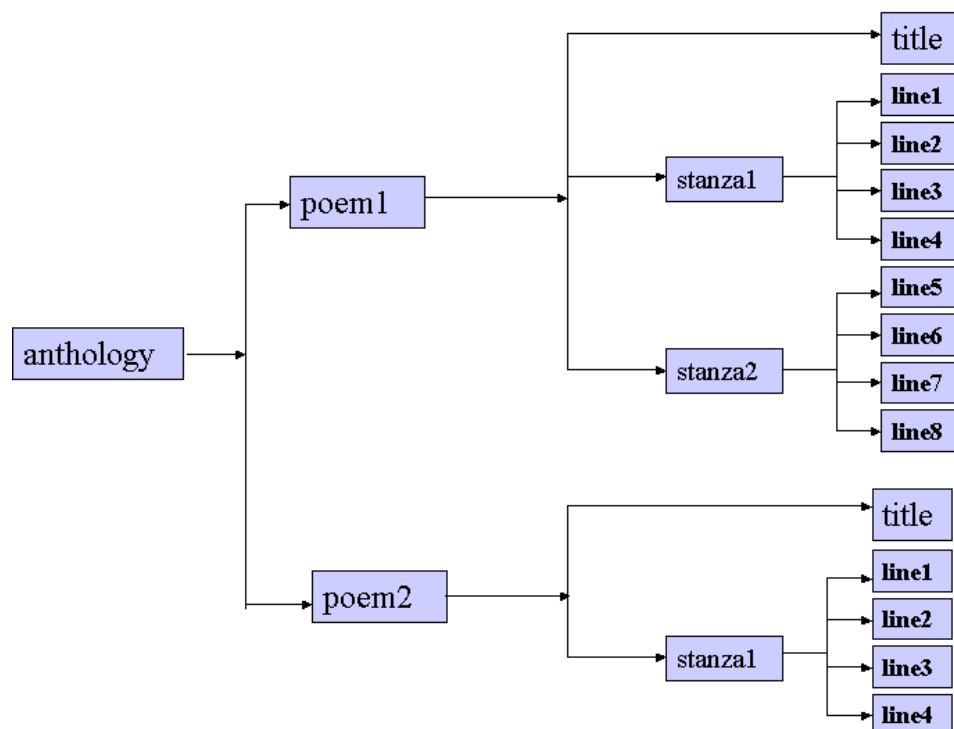 title
line1
line2
stanza1
line3
poem1
line4
line5
line6
anthology
stanza2
line7
line8
title
line1
poem2
line2
stanza1
line3
line4